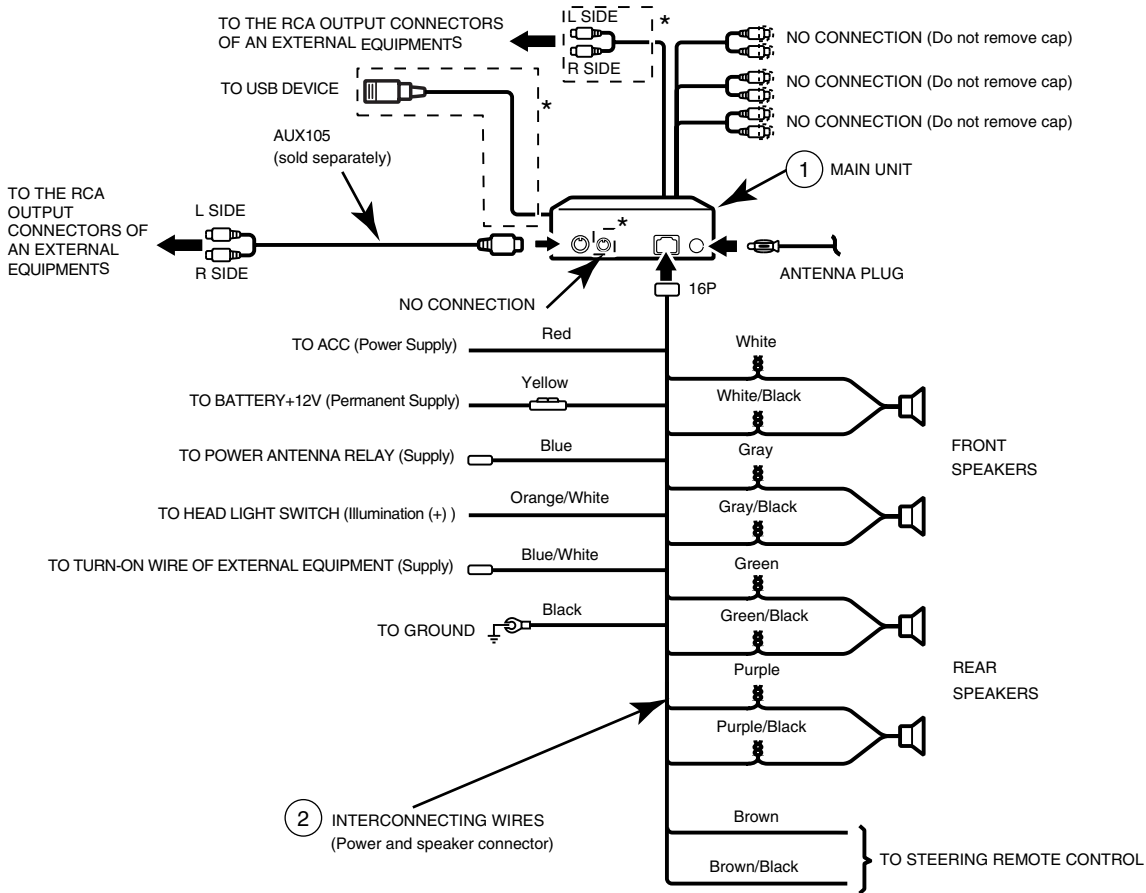 TO THE RCA OUTPUT CONNECTORS
OF AN EXTERNAL EQUIPMENTS
L SIDE
R SIDE
*
NO CONNECTION (Do not remove cap)
NO CONNECTION (Do not remove cap)
NO CONNECTION (Do not remove cap)
TO USB DEVICE
*
AUX105
(sold separately)
1 MAIN UNIT
TO THE RCA
OUTPUT
CONNECTORS OF
AN EXTERNAL
EQUIPMENTS
L SIDE
R SIDE
*
ANTENNA PLUG
NO CONNECTION
16P
TO ACC (Power Supply)
Red
TO BATTERY+12V (Permanent Supply)
Yellow
TO POWER ANTENNA RELAY (Supply)
Blue
TO HEAD LIGHT SWITCH (Illumination (+) )
Orange/White
TO TURN-ON WIRE OF EXTERNAL EQUIPMENT (Supply)
Blue/White
TO GROUND
Black
White
White/Black
Gray
Gray/Black
FRONT
SPEAKERS
Green
Green/Black
Purple
Purple/Black
REAR
SPEAKERS
2 INTERCONNECTING WIRES
(Power and speaker connector)
Brown
Brown/Black
TO STEERING REMOTE CONTROL